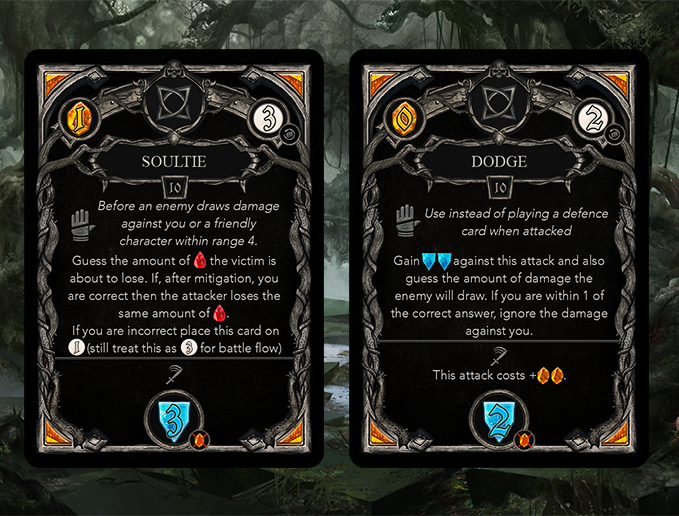 1
3
SOULTIE
10
Before an enemy draws damage
against you or a friendly
character within range 4.
Guess the amount of the victim is
about to lose. If, after mitigation, you
are correct then the attacker loses the
same amount of .
If you are incorrect place this card on
1 (still treat this as 3 for battle flow)
3
0
2
DODGE
10
Use instead of playing a defence
card when attacked
Gain against this attack and also
guess the amount of damage the
enemy will draw. If you are within 1 of
the correct answer, ignore the damage
against you.
This attack costs + .
2